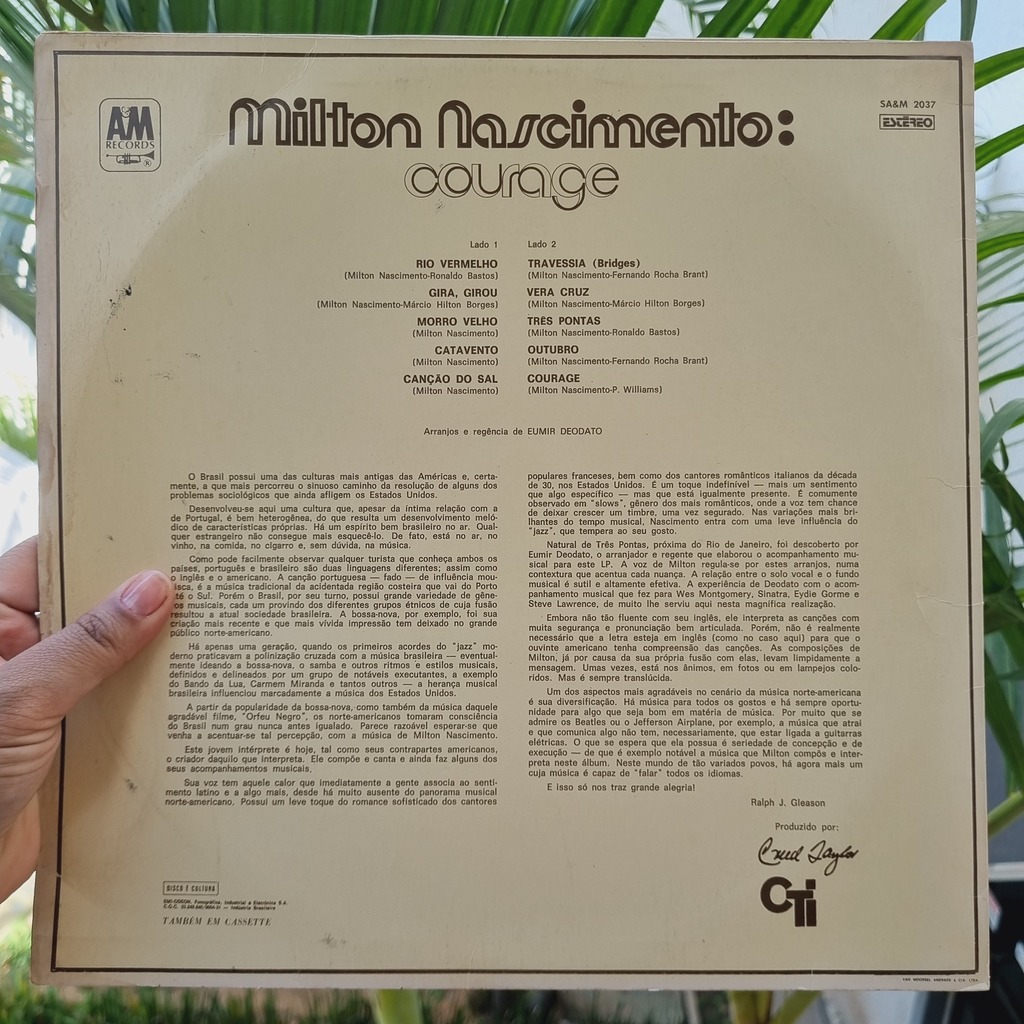 A&M
RECORDS
®
Milton Nascimento:
courage
SA&M 2037
ESTÉREO
Lado 1
RIO VERMELHO
(Milton Nascimento-Ronaldo Bastos)
GIRA, GIROU
(Milton Nascimento-Márcio Hilton Borges)
MORRO VELHO
(Milton Nascimento)
CATAVENTO
(Milton Nascimento)
CANÇÃO DO SAL
(Milton Nascimento)
Lado 2
TRAVESSIA (Bridges)
(Milton Nascimento-Fernando Rocha Brant)
VERA CRUZ
(Milton Nascimento-Márcio Hilton Borges)
TRÊS PONTAS
(Milton Nascimento-Ronaldo Bastos)
OUTUBRO
(Milton Nascimento-Fernando Rocha Brant)
COURAGE
(Milton Nascimento-P. Williams)
Arranjos e regência de EUMIR DEODATO
O Brasil possui uma das culturas mais antigas das Américas e, certa-
mente, a que mais percorreu o sinuoso caminho da resolução de alguns dos
problemas sociológicos que ainda afligem os Estados Unidos.
Desenvolveu-se aqui uma cultura que, apesar da íntima relação com a
de Portugal, é bem heterogênea, do que resulta um desenvolvimento meló-
dico de características próprias. Há um espírito bem brasileiro no ar. Qual-
quer estrangeiro não consegue mais esquecê-lo. De fato, está no ar, no
vinho, na comida, no cigarro e, sem dúvida, na música.
Como pode facilmente observar qualquer turista que conheça ambos os
países, português e brasileiro são duas linguagens diferentes; assim como
o inglês e o americano. A canção portuguesa — fado — de influência mou-
isca, é a música tradicional da acidentada região costeira que vai do Porto
até o Sul. Porém o Brasil, por seu turno, possui grande variedade de gêne-
os musicais, cada um provindo dos diferentes grupos étnicos de cuja fusão
resultou a atual sociedade brasileira. A bossa-nova, por exemplo, foi sua
criação mais recente e que mais vívida impressão tem deixado no grande
público norte-americano.
Há apenas uma geração, quando os primeiros acordes do "jazz" mo-
derno praticavam a polinização cruzada com a música brasileira — eventual-
mente ideando a bossa-nova, o samba e outros ritmos e estilos musicais,
definidos e delineados por um grupo de notáveis executantes, a exemplo
do Bando da Lua, Carmem Miranda e tantos outros — a herança musical
brasileira influenciou marcadamente a música dos Estados Unidos.
A partir da popularidade da bossa-nova, como também da música daquele
agradável filme, "Orfeu Negro", os norte-americanos tomaram consciência
do Brasil num grau nunca antes igualado. Parece razoável esperar-se que
venha a acentuar-se tal percepção, com a música de Milton Nascimento.
Este jovem intérprete é hoje, tal como seus contrapartes americanos,
o criador daquilo que interpreta. Ele compõe e canta e ainda faz alguns dos
seus acompanhamentos musicais.
Sua voz tem aquele calor que imediatamente a gente associa ao senti-
mento latino e a algo mais, desde há muito ausente do panorama musical
norte-americano. Possui um leve toque do romance sofisticado dos cantores
populares franceses, bem como dos cantores românticos italianos da década
de 30, nos Estados Unidos. É um toque indefinível — mais um sentimento
que algo específico — mas que está igualmente presente. É comumente
observado em "slows", gênero dos mais românticos, onde a voz tem chance
de deixar crescer um timbre, uma vez segurado. Nas variações mais bri-
lhantes do tempo musical, Nascimento entra com uma leve influência do
"jazz", que tempera ao seu gosto.
Natural de Três Pontas, próxima do Rio de Janeiro, foi descoberto por
Eumir Deodato, o arranjador e regente que elaborou o acompanhamento mu-
sical para este LP. A voz de Milton regula-se por estes arranjos, numa
contextura que acentua cada nuança. A relação entre o solo vocal e o fundo
musical é sutil e altamente efetiva. A experiência de Deodato com o acom-
panhamento musical que fez para Wes Montgomery, Sinatra, Eydie Gorme e
Steve Lawrence, de muito lhe serviu aqui nesta magnífica realização.
Embora não tão fluente com seu inglês, ele interpreta as canções com
muita segurança e pronunciação bem articulada. Porém, não é realmente
necessário que a letra esteja em inglês (como no caso aqui) para que o
ouvinte americano tenha compreensão das canções. As composições de
Milton, já por causa da sua própria fusão com elas, levam limpidamente a
mensagem. Umas vezes, está nos ânimos, em fotos ou em lampejos colo-
ridos. Mas é sempre translúcida.
Um dos aspectos mais agradáveis no cenário da música norte-americana
é sua diversificação. Há música para todos os gostos e há sempre oportu-
nidade para algo que seja bom em matéria de música. Por muito que se
admire os Beatles ou o Jefferson Airplane, por exemplo, a música que atrai
e que comunica algo não tem, necessariamente, que estar ligada a guitarras
elétricas. O que se espera que ela possua é seriedade de concepção e de
execução — de que é exemplo notável a música que Milton compôs e inter-
preta neste álbum. Neste mundo de tão variados povos, há agora mais um
cuja música é capaz de "falar" todos os idiomas.
E isso só nos traz grande alegria!
Ralph J. Gleason
Produzido por:
Creed Taylor
CTi
DISCO É CULTURA
EMI-ODEON, Fonográfica, Industrial e Eletrônica S.A.
Indústria Brasileira
TAMBÉM EM CASSETTE